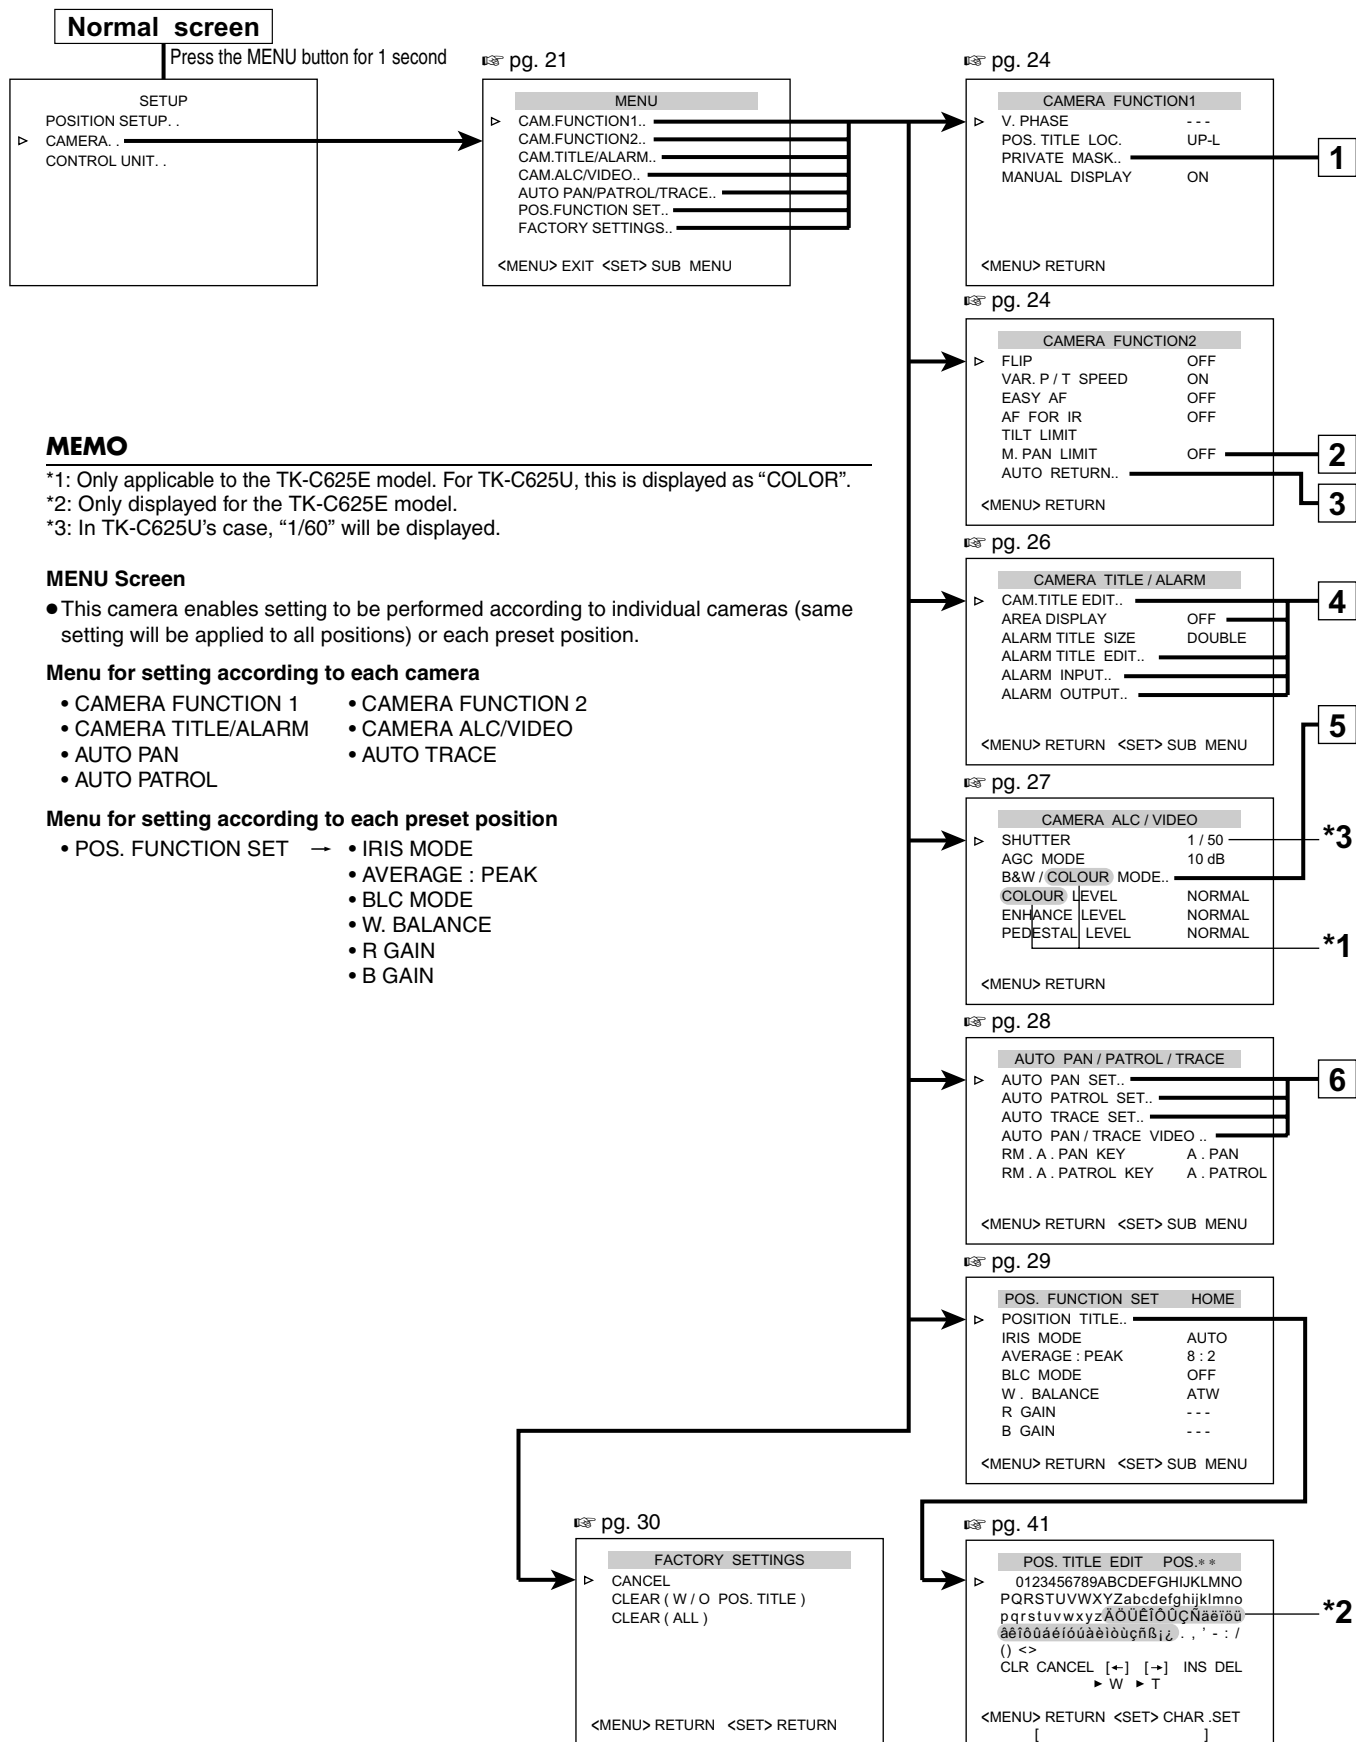 Normal screen
Press the MENU button for 1 second
SETUP
POSITION SETUP. .
CAMERA. .
CONTROL UNIT. .
☞ pg. 21
MENU
CAM.FUNCTION1..
CAM.FUNCTION2..
CAM.TITLE/ALARM..
CAM.ALC/VIDEO..
AUTO PAN/PATROL/TRACE..
POS.FUNCTION SET..
FACTORY SETTINGS..
<MENU> EXIT <SET> SUB MENU
☞ pg. 24
CAMERA FUNCTION1
V. PHASE - - -
POS. TITLE LOC. UP-L
PRIVATE MASK..
MANUAL DISPLAY ON
<MENU> RETURN
1
☞ pg. 24
CAMERA FUNCTION2
FLIP OFF
VAR. P / T SPEED ON
EASY AF OFF
AF FOR IR OFF
TILT LIMIT
M. PAN LIMIT OFF
AUTO RETURN..
<MENU> RETURN
2
3
MEMO
*1: Only applicable to the TK-C625E model. For TK-C625U, this is displayed as “COLOR”.
*2: Only displayed for the TK-C625E model.
*3: In TK-C625U’s case, “1/60” will be displayed.
MENU Screen
● This camera enables setting to be performed according to individual cameras (same
setting will be applied to all positions) or each preset position.
Menu for setting according to each camera
• CAMERA FUNCTION 1 • CAMERA FUNCTION 2
• CAMERA TITLE/ALARM • CAMERA ALC/VIDEO
• AUTO PAN • AUTO TRACE
• AUTO PATROL
Menu for setting according to each preset position
• POS. FUNCTION SET → • IRIS MODE
• AVERAGE : PEAK
• BLC MODE
• W. BALANCE
• R GAIN
• B GAIN
☞ pg. 26
CAMERA TITLE / ALARM
CAM.TITLE EDIT..
AREA DISPLAY OFF
ALARM TITLE SIZE DOUBLE
ALARM TITLE EDIT..
ALARM INPUT..
ALARM OUTPUT..
<MENU> RETURN <SET> SUB MENU
4
5
☞ pg. 27
CAMERA ALC / VIDEO
SHUTTER 1 / 50
AGC MODE 10 dB
B&W / COLOUR MODE..
COLOUR LEVEL NORMAL
ENHANCE LEVEL NORMAL
PEDESTAL LEVEL NORMAL
<MENU> RETURN
*3
*1
☞ pg. 28
AUTO PAN / PATROL / TRACE
AUTO PAN SET..
AUTO PATROL SET..
AUTO TRACE SET..
AUTO PAN / TRACE VIDEO ..
RM . A . PAN KEY A . PAN
RM . A . PATROL KEY A . PATROL
<MENU> RETURN <SET> SUB MENU
6
☞ pg. 29
POS. FUNCTION SET HOME
POSITION TITLE..
IRIS MODE AUTO
AVERAGE : PEAK 8 : 2
BLC MODE OFF
W . BALANCE ATW
R GAIN - - -
B GAIN - - -
<MENU> RETURN <SET> SUB MENU
☞ pg. 30
FACTORY SETTINGS
CANCEL
CLEAR ( W / O POS. TITLE )
CLEAR ( ALL )
<MENU> RETURN <SET> RETURN
☞ pg. 41
POS. TITLE EDIT POS.* *
0123456789ABCDEFGHIJKLMNO
PQRSTUVWXYZabcdefghijklmno
pqrstuvwxyzÄÖÜÊÎÔÛÇÑäëïöü
âêîôûáéíóúàèìòùçñß¡¿ . , ' - : /
() <>
CLR CANCEL [←] [→] INS DEL
► W ► T
<MENU> RETURN <SET> CHAR .SET
[ ]
*2